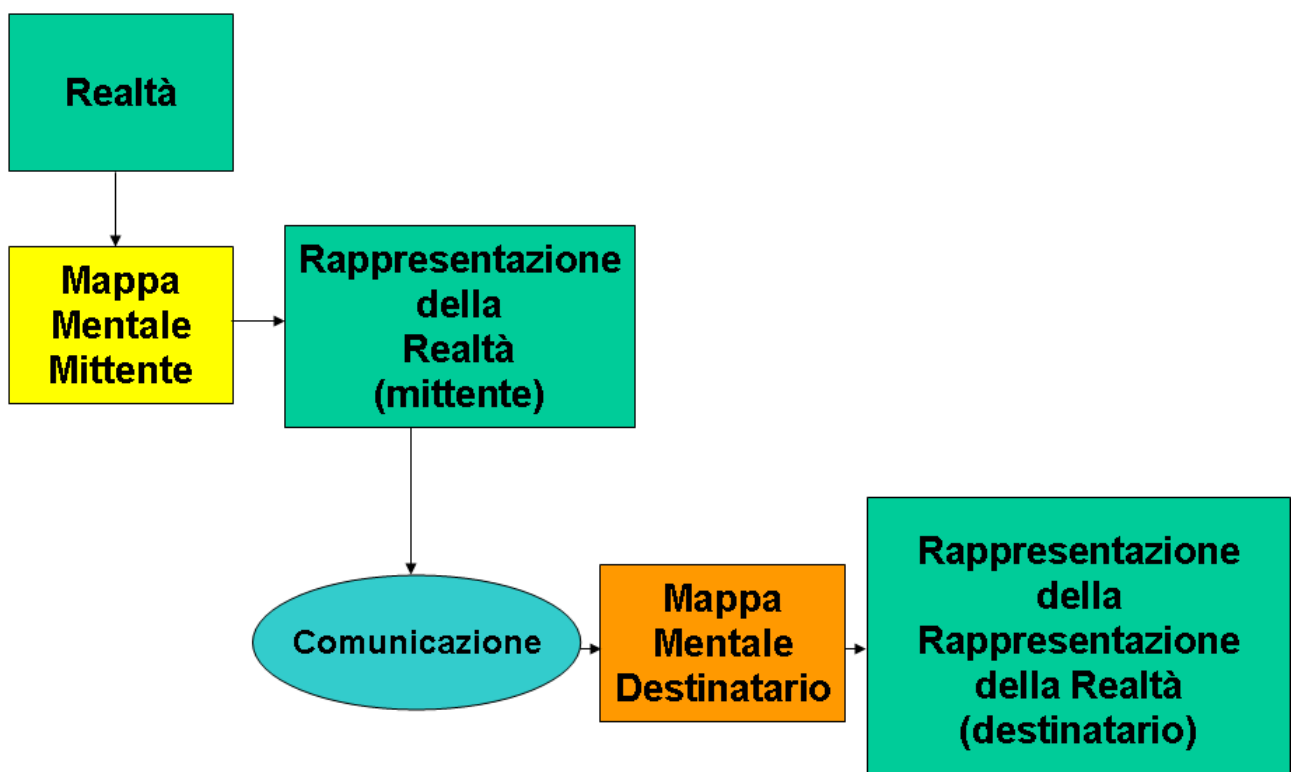 Realtà
Mappa
Mentale
Mittente
Rappresentazione
della
Realtà
(mittente)
Comunicazione
Mappa
Mentale
Destinatario
Rappresentazione
della
Rappresentazione
della Realtà
(destinatario)